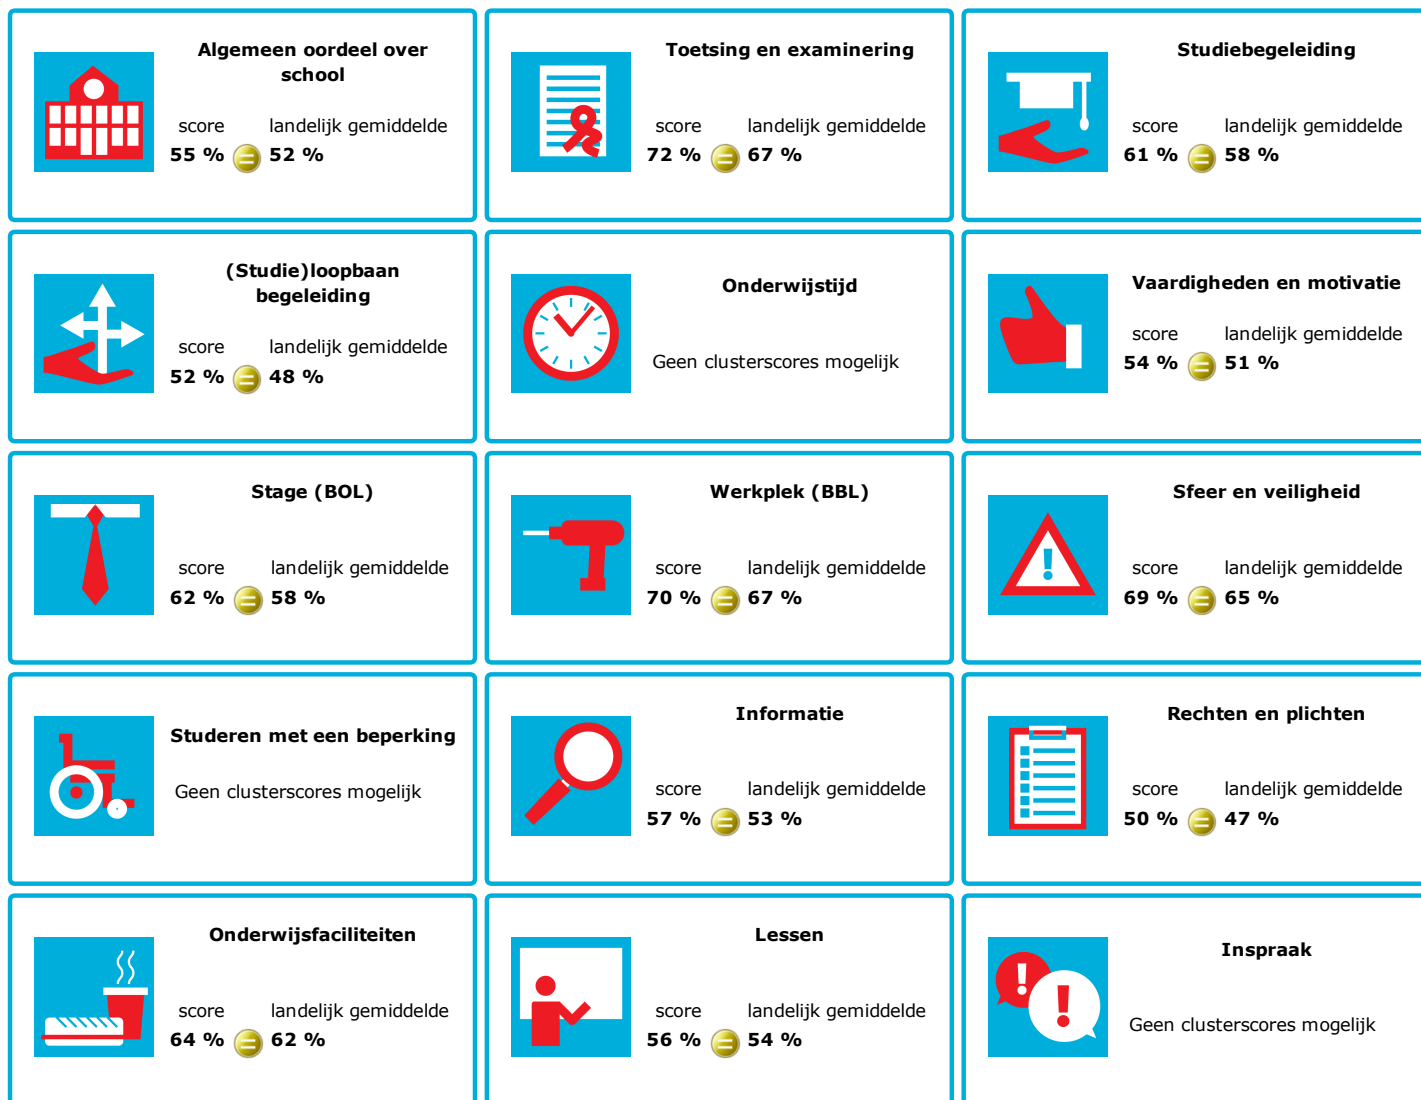 Algemeen oordeel over
school
score landelijk gemiddelde
55 % = 52 %
Toetsing en examinering
score landelijk gemiddelde
72 % = 67 %
Studiebegeleiding
score landelijk gemiddelde
61 % = 58 %
(Studie)loopbaan
begeleiding
score landelijk gemiddelde
52 % = 48 %
Onderwijstijd
Geen clusterscores mogelijk
Vaardigheden en motivatie
score landelijk gemiddelde
54 % = 51 %
Stage (BOL)
score landelijk gemiddelde
62 % = 58 %
Werkplek (BBL)
score landelijk gemiddelde
70 % = 67 %
Sfeer en veiligheid
score landelijk gemiddelde
69 % = 65 %
Studeren met een beperking
Geen clusterscores mogelijk
Informatie
score landelijk gemiddelde
57 % = 53 %
Rechten en plichten
score landelijk gemiddelde
50 % = 47 %
Onderwijsfaciliteiten
score landelijk gemiddelde
64 % = 62 %
Lessen
score landelijk gemiddelde
56 % = 54 %
Inspraak
Geen clusterscores mogelijk